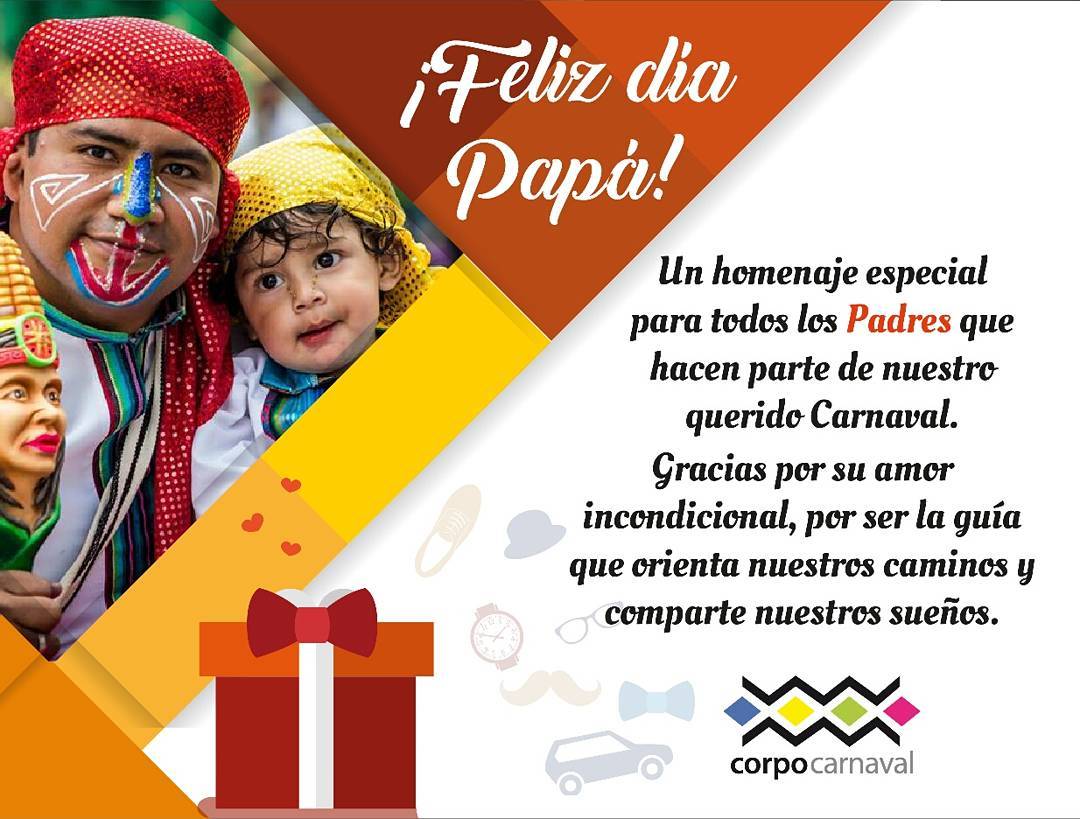 ¡Feliz día
Papá!
Un homenaje especial
para todos los Padres que
hacen parte de nuestro
querido Carnaval.
Gracias por su amor
incondicional, por ser la guía
que orienta nuestros caminos y
comparte nuestros sueños.
corpocarnaval